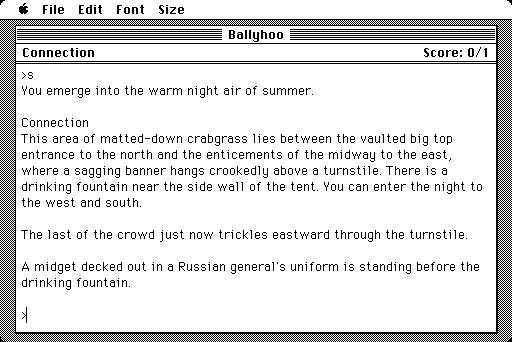 File Edit Font Size
Ballyhoo
Connection Score: 0/1
>s
You emerge into the warm night air of summer.
Connection
This area of matted-down crabgrass lies between the vaulted big top
entrance to the north and the enticements of the midway to the east,
where a sagging banner hangs crookedly above a turnstile. There is a
drinking fountain near the side wall of the tent. You can enter the night to
the west and south.
The last of the crowd just now trickles eastward through the turnstile.
A midget decked out in a Russian general's uniform is standing before the
drinking fountain.
>